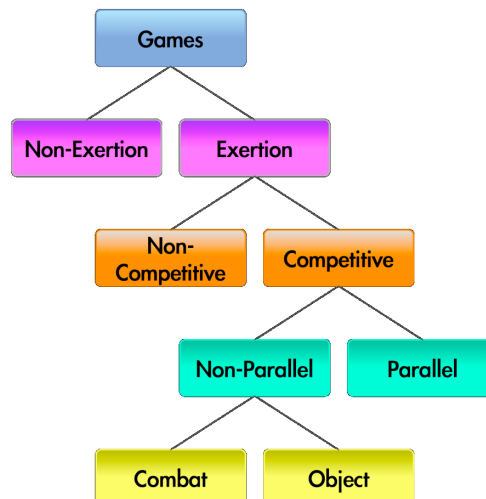 Games
Non-Exertion
Exertion
Non-
Competitive
Competitive
Non-Parallel
Parallel
Combat
Object